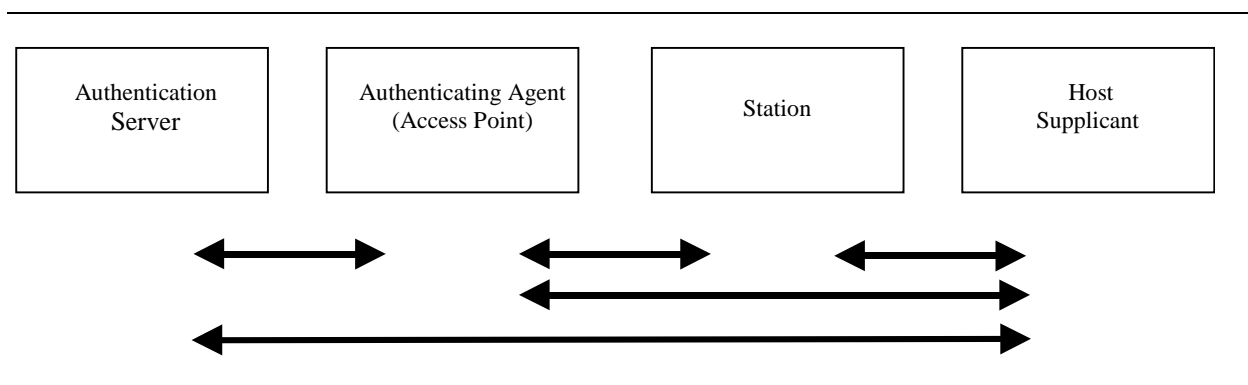 Authentication
Server
Authenticating Agent
(Access Point)
Station
Host
Supplicant